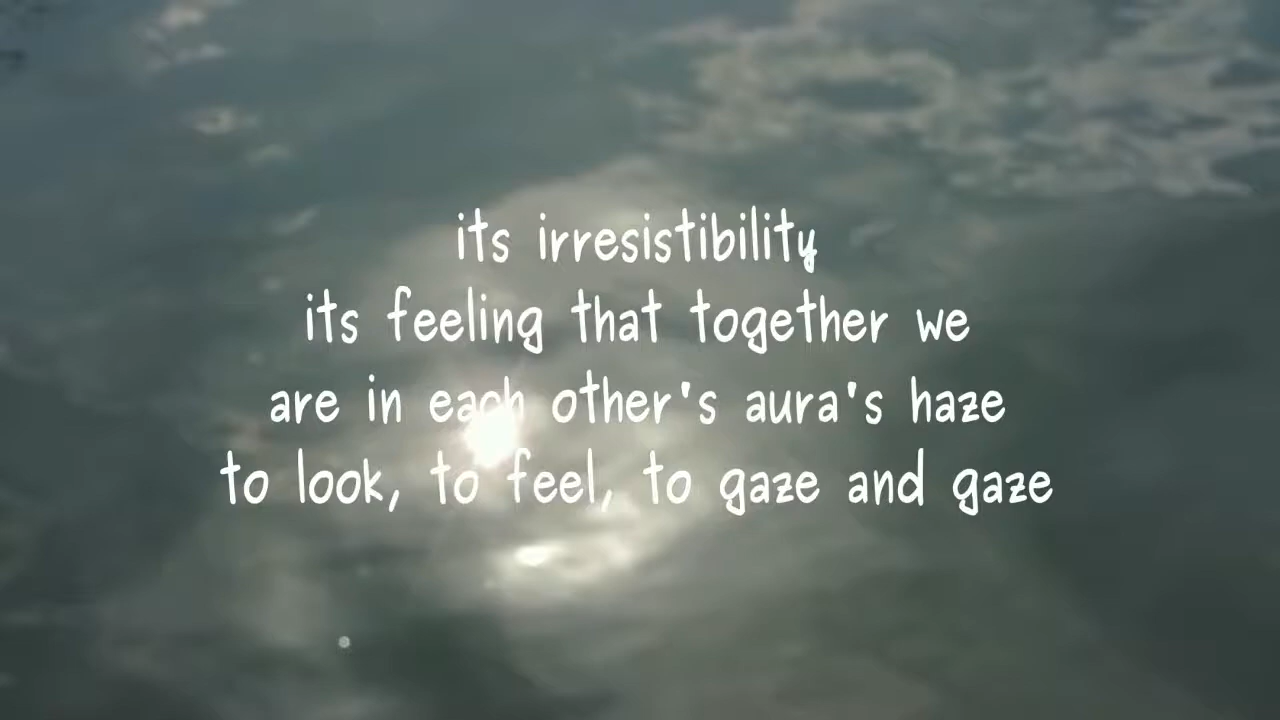 its irresistibility
its feeling that together we
are in each other's aura's haze
to look, to feel, to gaze and gaze